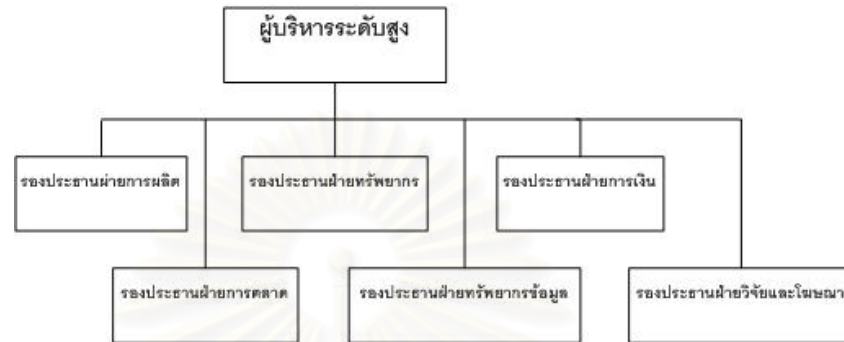 ผู้บริหารระดับสูง
รองประธานผ่ายการผลิต
รองประธานฝ่ายทรัพยากร
รองประธานฝ่ายการเงิน
รองประธานฝ่ายการตลาด
รองประธานฝ่ายทรัพยากรข้อมูล
รองประธานฝ่ายวิจัยและโฆษณา